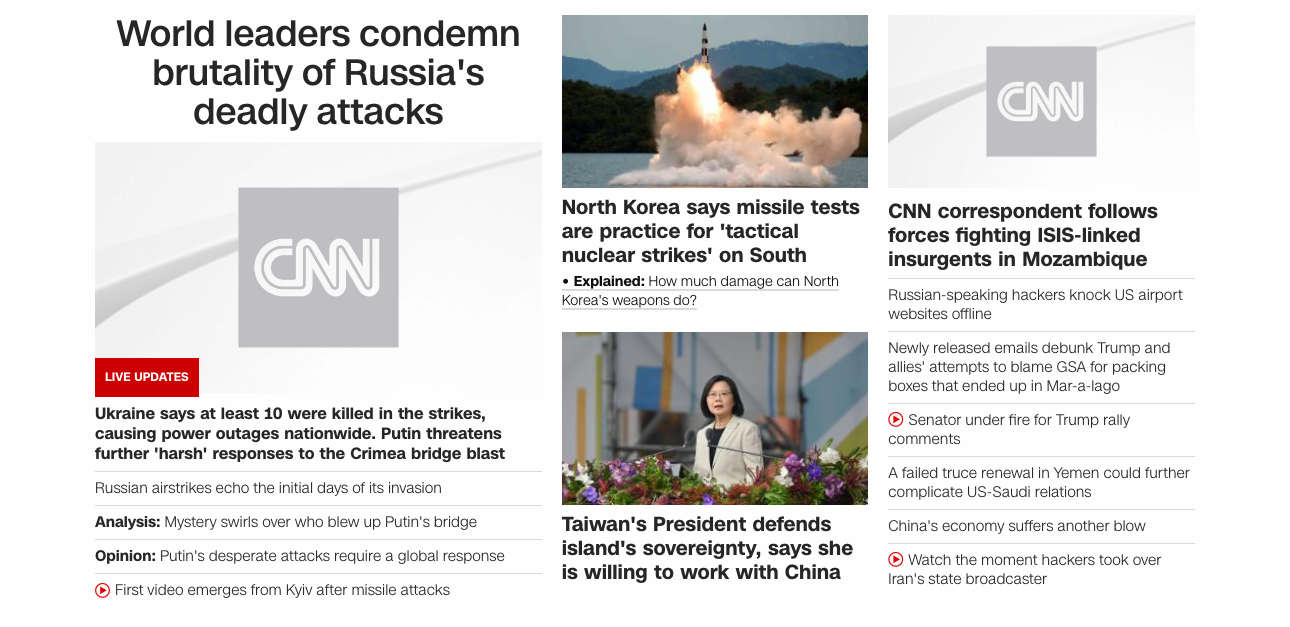 World leaders condemn
brutality of Russia's
deadly attacks
CNN
LIVE UPDATES
Ukraine says at least 10 were killed in the strikes,
causing power outages nationwide. Putin threatens
further 'harsh' responses to the Crimea bridge blast
Russian airstrikes echo the initial days of its invasion
Analysis: Mystery swirls over who blew up Putin's bridge
Opinion: Putin's desperate attacks require a global response
First video emerges from Kyiv after missile attacks
North Korea says missile tests
are practice for 'tactical
nuclear strikes' on South
• Explained: How much damage can North
Korea's weapons do?
Taiwan's President defends
island's sovereignty, says she
is willing to work with China
CNN
CNN correspondent follows
forces fighting ISIS-linked
insurgents in Mozambique
Russian-speaking hackers knock US airport
websites offline
Newly released emails debunk Trump and
allies' attempts to blame GSA for packing
boxes that ended up in Mar-a-lago
Senator under fire for Trump rally
comments
A failed truce renewal in Yemen could further
complicate US-Saudi relations
China's economy suffers another blow
Watch the moment hackers took over
Iran's state broadcaster